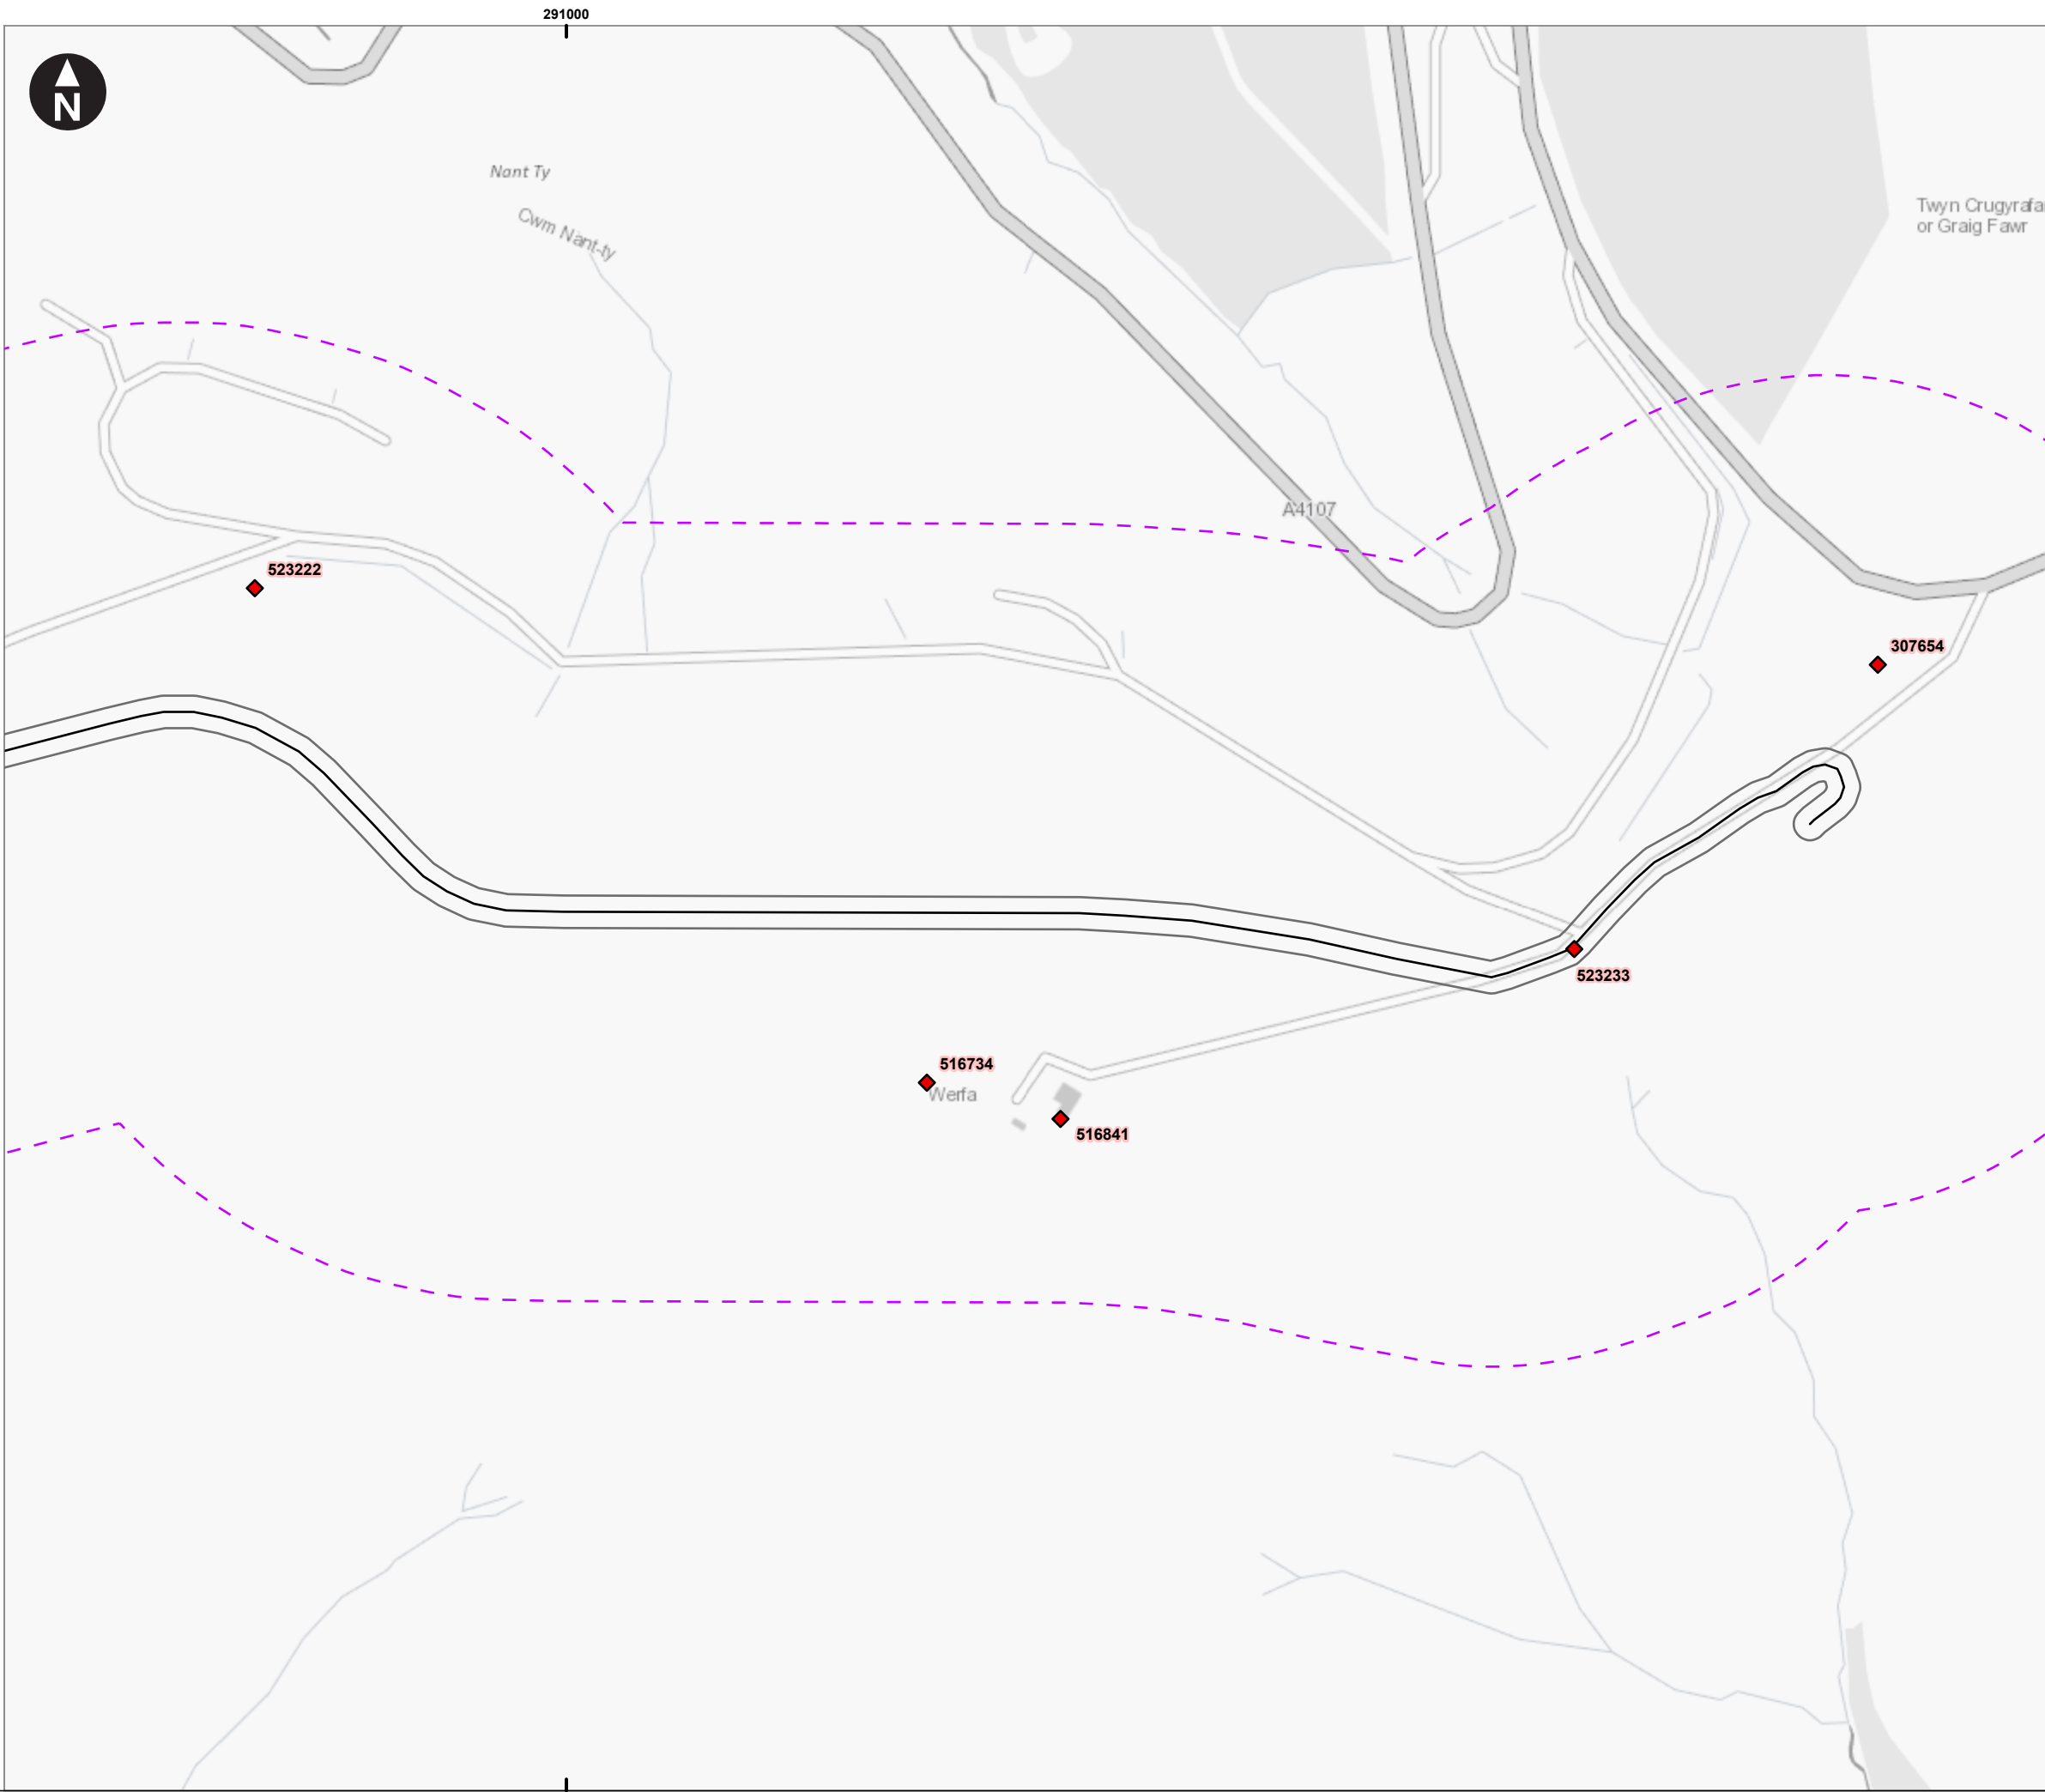 291000
N
Nant Ty
Cwm Nant-ty
Twyn Crugyrafa
or Graig Fawr
A4107
523222
307654
523233
516734
Werfa
516841